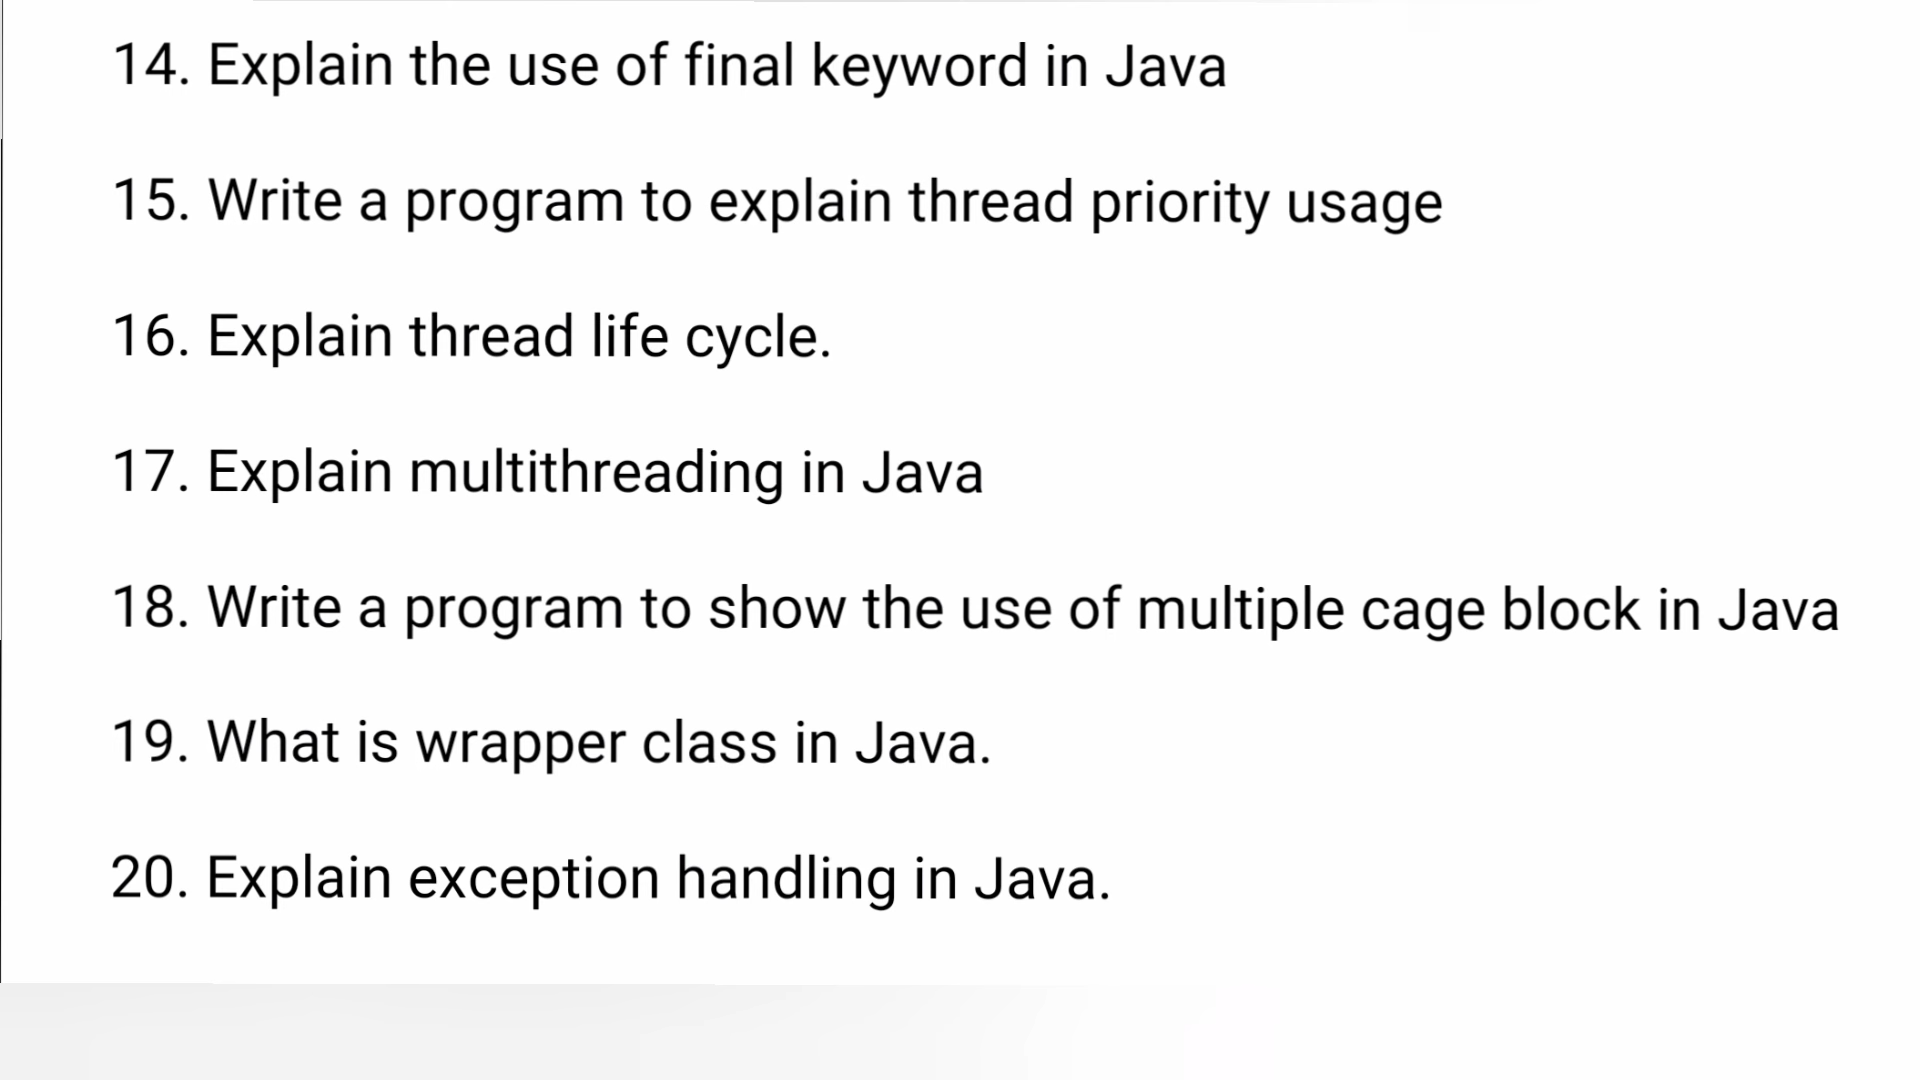 14. Explain the use of final keyword in Java
15. Write a program to explain thread priority usage
16. Explain thread life cycle.
17. Explain multithreading in Java
18. Write a program to show the use of multiple cage block in Java
19. What is wrapper class in Java.
20. Explain exception handling in Java.